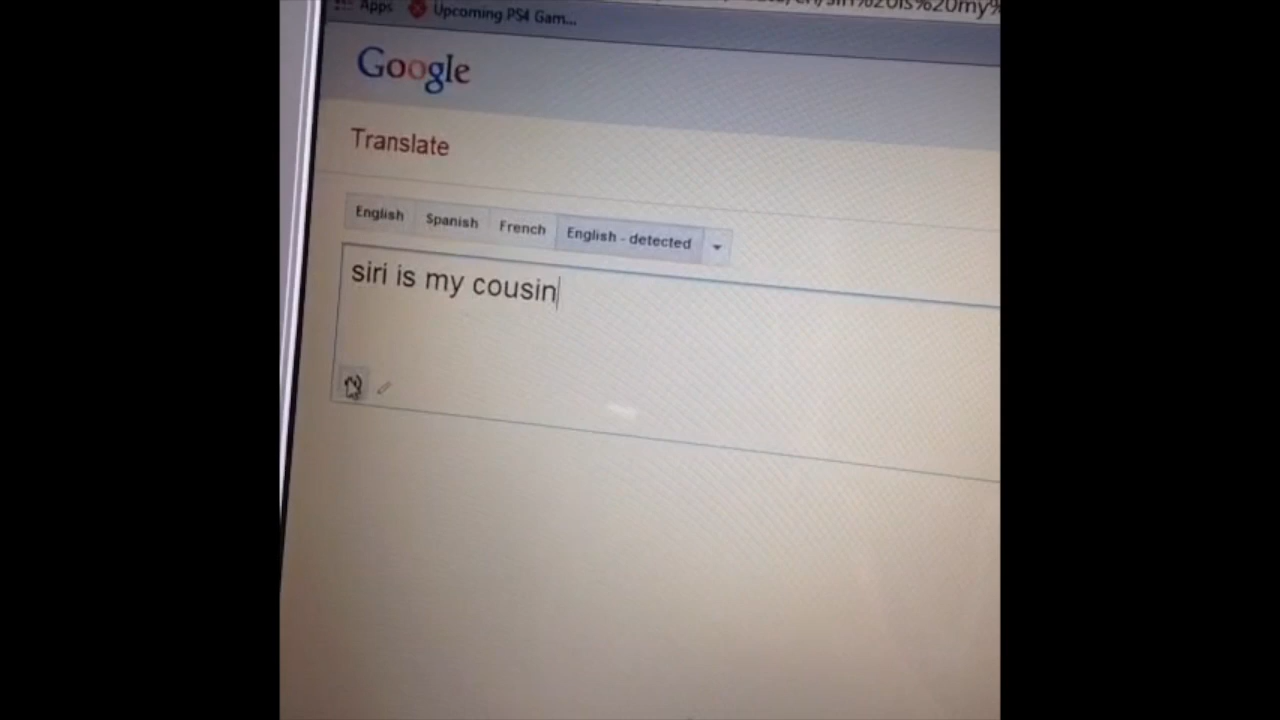 Apps Upcoming PS4 Gam...
Google
Translate
English Spanish French English - detected
siri is my cousin